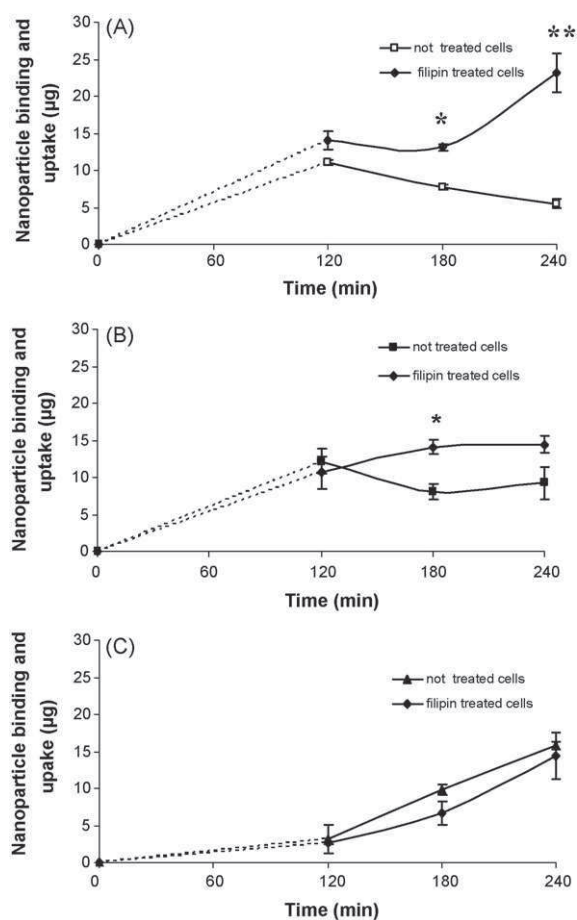 (A)
Nanoparticle binding and
uptake (µg)
30
25
20
15
10
5
0
not treated cells
filipin treated cells
*
**
0 60 120 180 240
Time (min)
(B)
Nanoparticle binding and
uptake (µg)
30
25
20
15
10
5
0
not treated cells
filipin treated cells
*
0 60 120 180 240
Time (min)
(C)
Nanoparticle binding and
upake (µg)
30
25
20
15
10
5
0
not treated cells
filipin treated cells
0 60 120 180 240
Time (min)